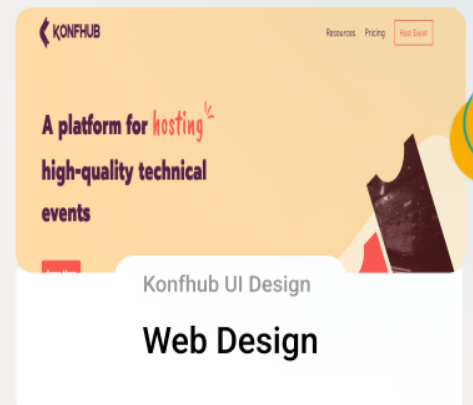 KONFHUB
Resources Pricing Host Event
A platform for hosting
high-quality technical
events
Konfhub UI Design
Web Design